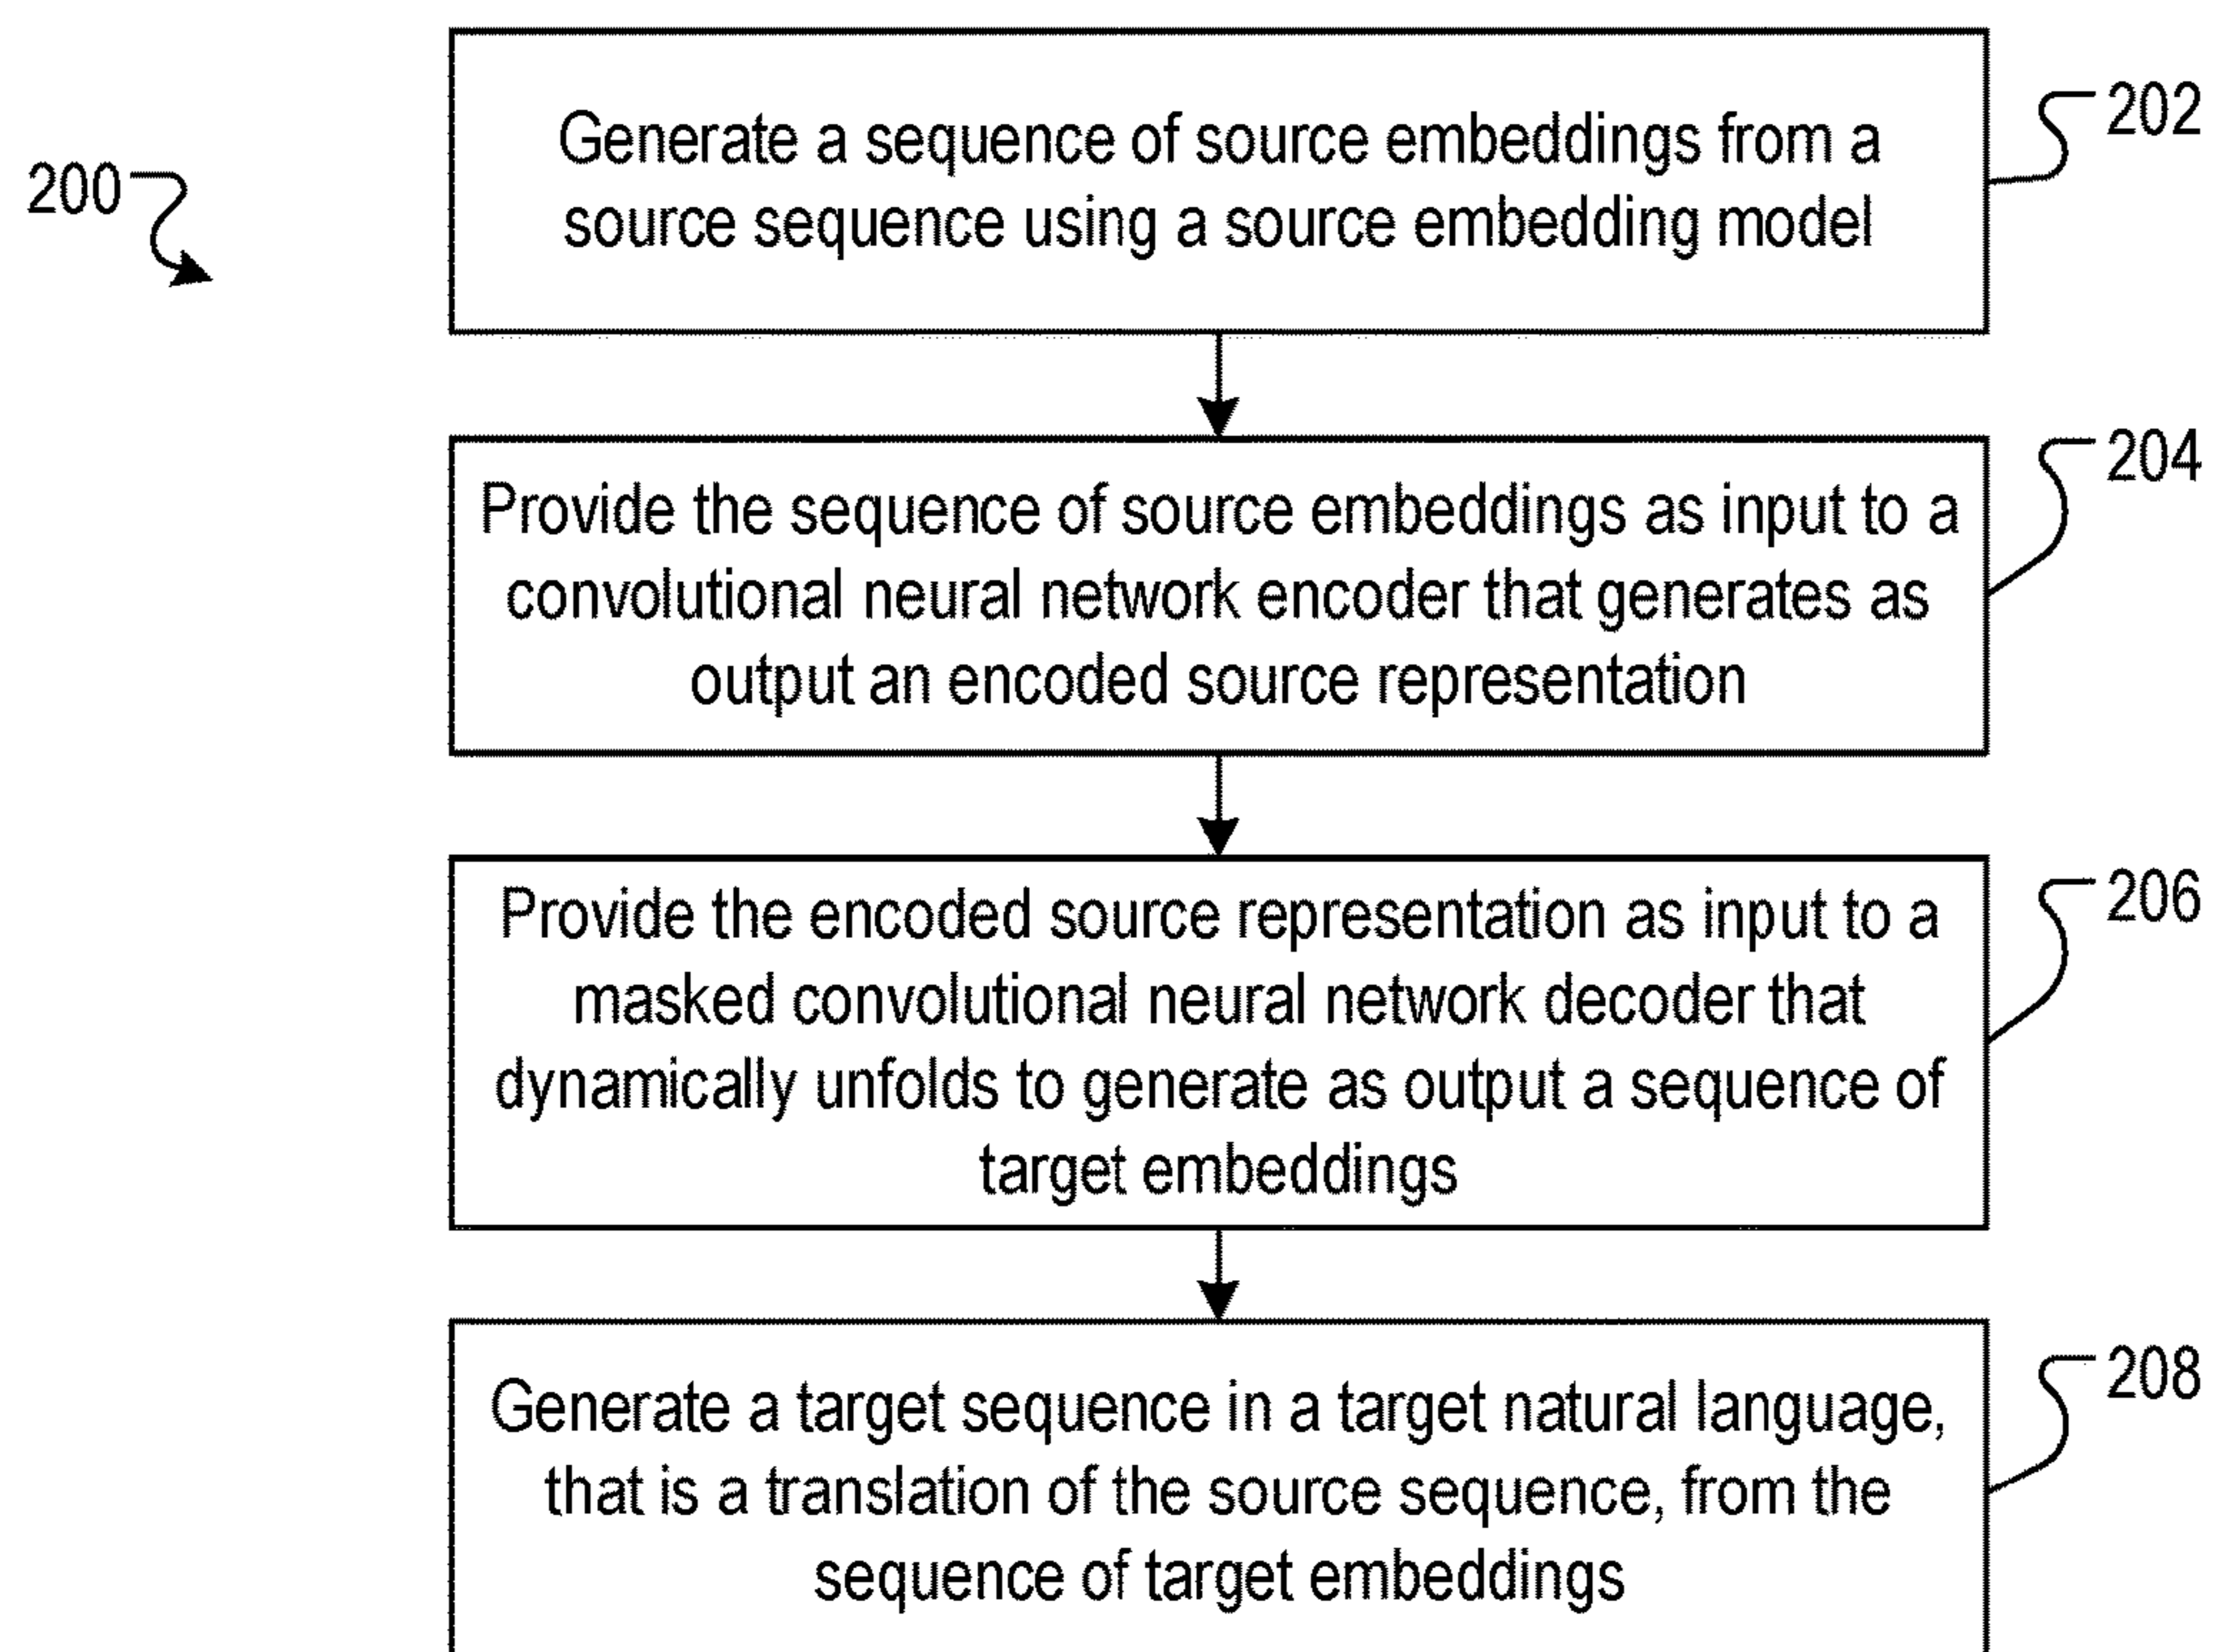 200
Generate a sequence of source embeddings from a
source sequence using a source embedding model
202
Provide the sequence of source embeddings as input to a
convolutional neural network encoder that generates as
output an encoded source representation
204
Provide the encoded source representation as input to a
masked convolutional neural network decoder that
dynamically unfolds to generate as output a sequence of
target embeddings
206
Generate a target sequence in a target natural language,
that is a translation of the source sequence, from the
sequence of target embeddings
208